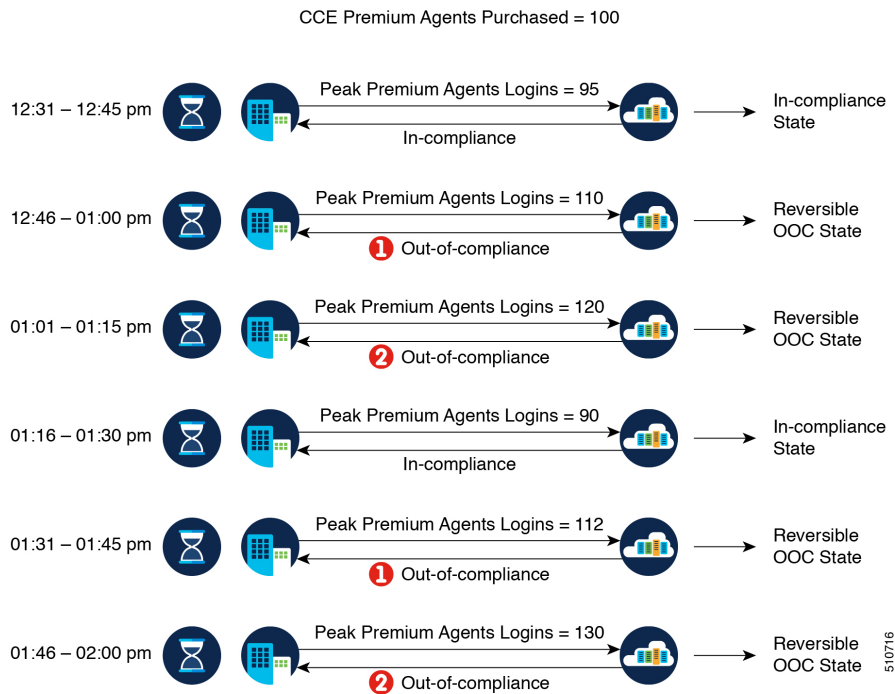 CCE Premium Agents Purchased = 100
12:31 – 12:45 pm
Peak Premium Agents Logins = 95
In-compliance
In-compliance
State
12:46 – 01:00 pm
Peak Premium Agents Logins = 110
1 Out-of-compliance
Reversible
OOC State
01:01 – 01:15 pm
Peak Premium Agents Logins = 120
2 Out-of-compliance
Reversible
OOC State
01:16 – 01:30 pm
Peak Premium Agents Logins = 90
In-compliance
In-compliance
State
01:31 – 01:45 pm
Peak Premium Agents Logins = 112
1 Out-of-compliance
Reversible
OOC State
01:46 – 02:00 pm
Peak Premium Agents Logins = 130
2 Out-of-compliance
Reversible
OOC State
510716